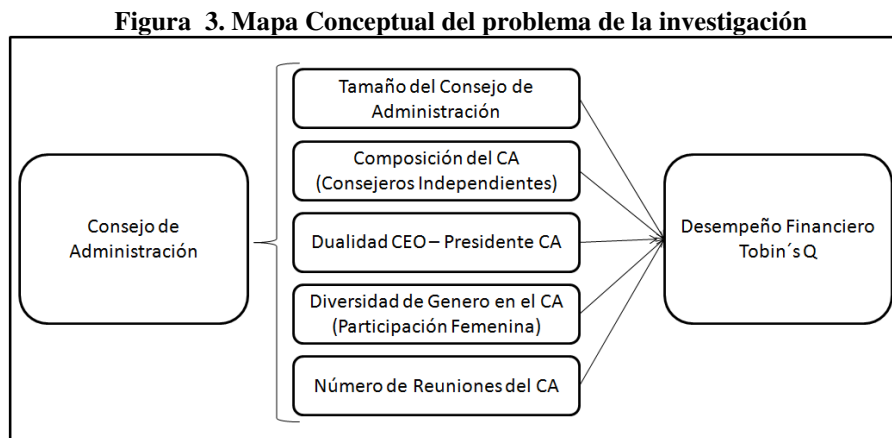 Figura 3. Mapa Conceptual del problema de la investigación
Consejo de
Administración
Tamaño del Consejo de
Administración
Composición del CA
(Consejeros Independientes)
Dualidad CEO – Presidente CA
Diversidad de Genero en el CA
(Participación Femenina)
Número de Reuniones del CA
Desempeño Financiero
Tobin´s Q